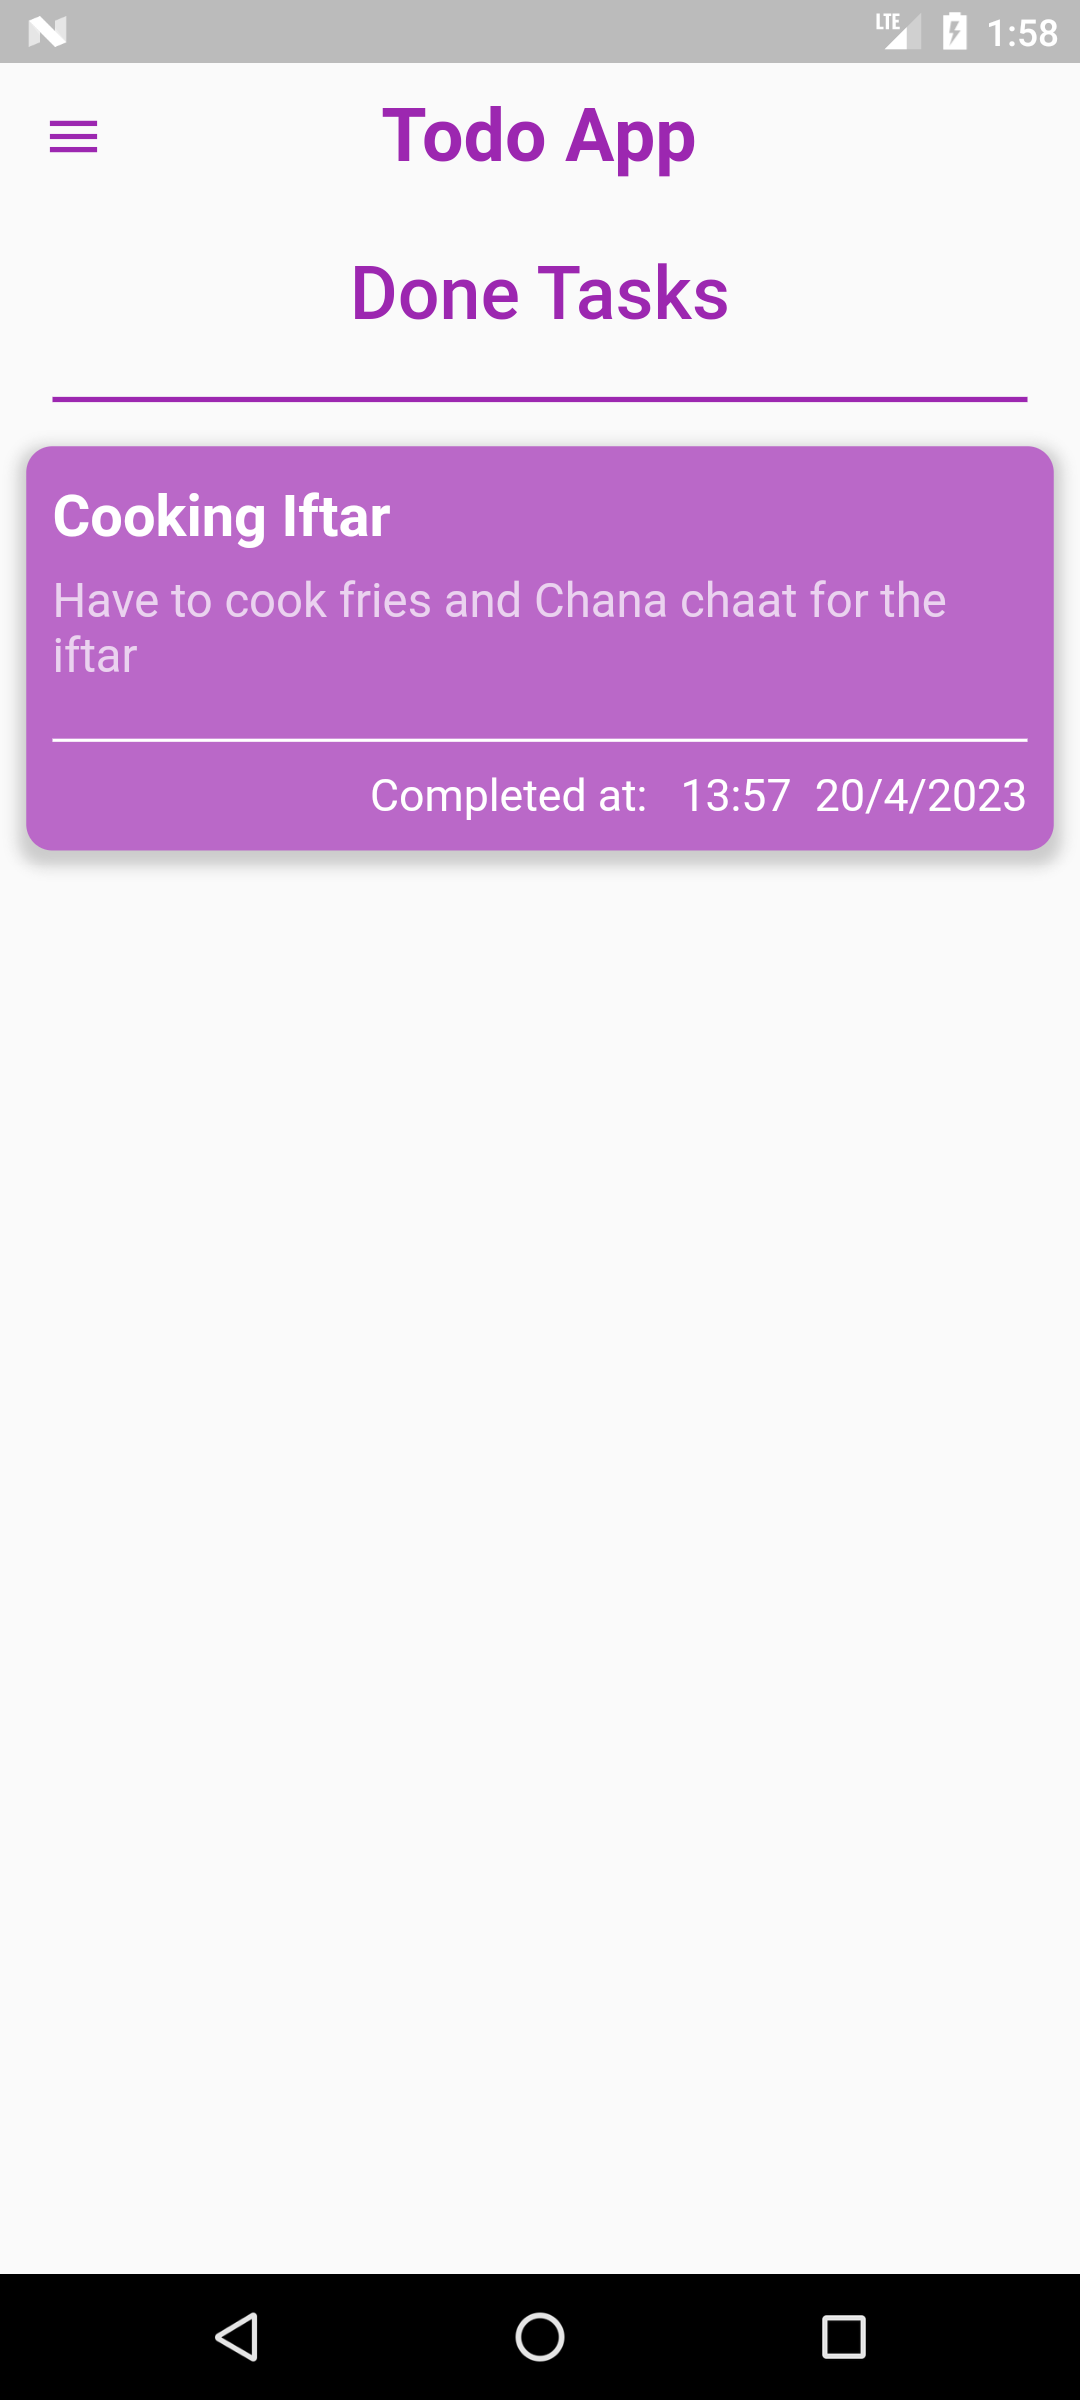 LTE 1:58
Todo App
Done Tasks
Cooking Iftar
Have to cook fries and Chana chaat for the
iftar
Completed at: 13:57 20/4/2023